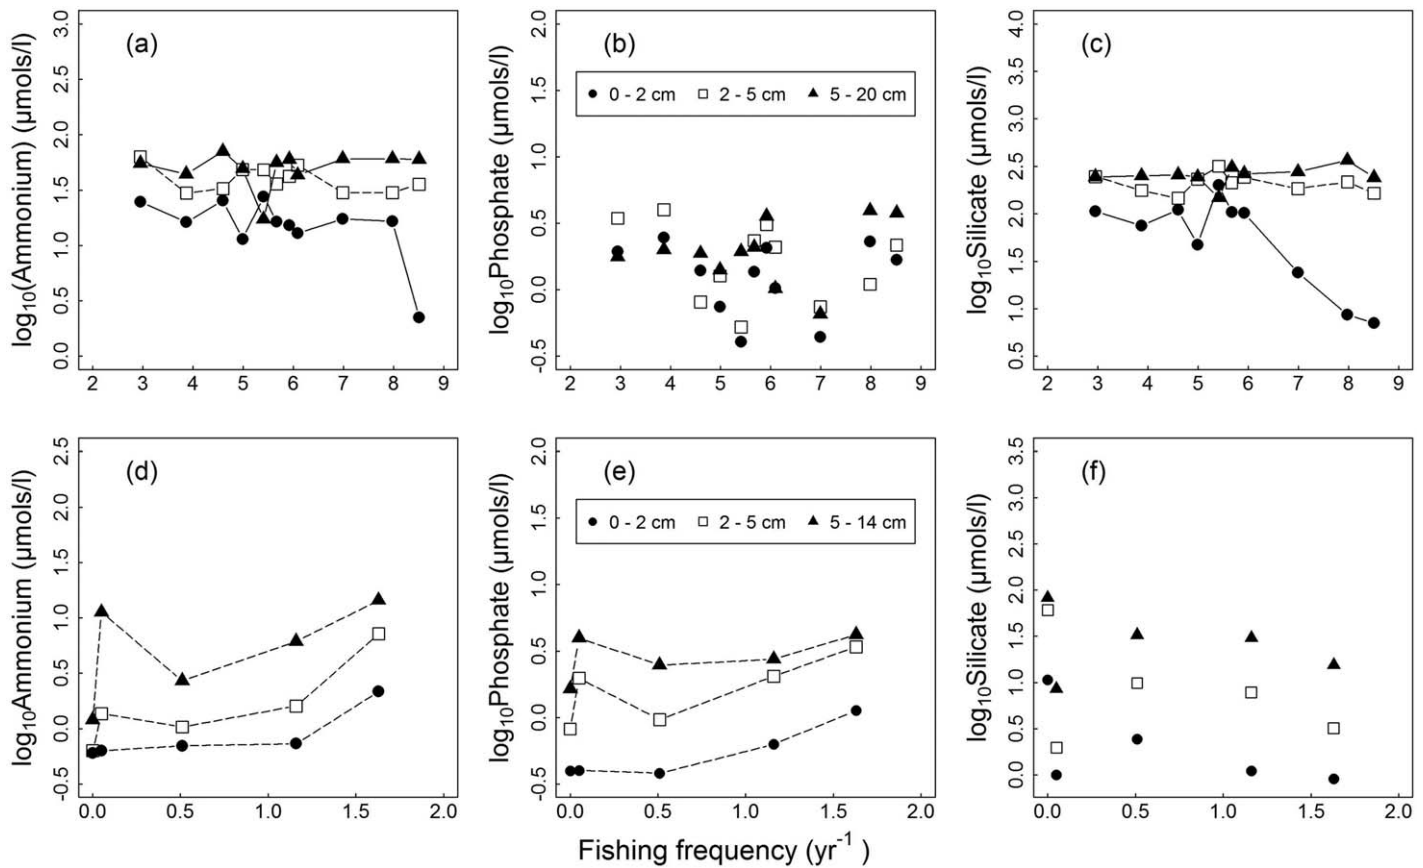 (a)
log₁₀(Ammonium) (μmols/l)
0.0 0.5 1.0 1.5 2.0 2.5 3.0
2 3 4 5 6 7 8 9
(b)
log₁₀Phosphate (μmols/l)
-0.5 0.0 0.5 1.0 1.5 2.0
0 - 2 cm 2 - 5 cm 5 - 20 cm
2 3 4 5 6 7 8 9
(c)
log₁₀Silicate (μmols/l)
0.5 1.0 1.5 2.0 2.5 3.0 3.5 4.0
2 3 4 5 6 7 8 9
(d)
log₁₀Ammonium (μmols/l)
-0.5 0.0 0.5 1.0 1.5 2.0 2.5
0.0 0.5 1.0 1.5 2.0
(e)
log₁₀Phosphate (μmols/l)
-0.5 0.0 0.5 1.0 1.5 2.0
0 - 2 cm 2 - 5 cm 5 - 14 cm
0.0 0.5 1.0 1.5 2.0
(f)
log₁₀Silicate (μmols/l)
0.0 0.5 1.0 1.5 2.0 2.5 3.0 3.5
0.0 0.5 1.0 1.5 2.0
Fishing frequency (yr⁻¹ )